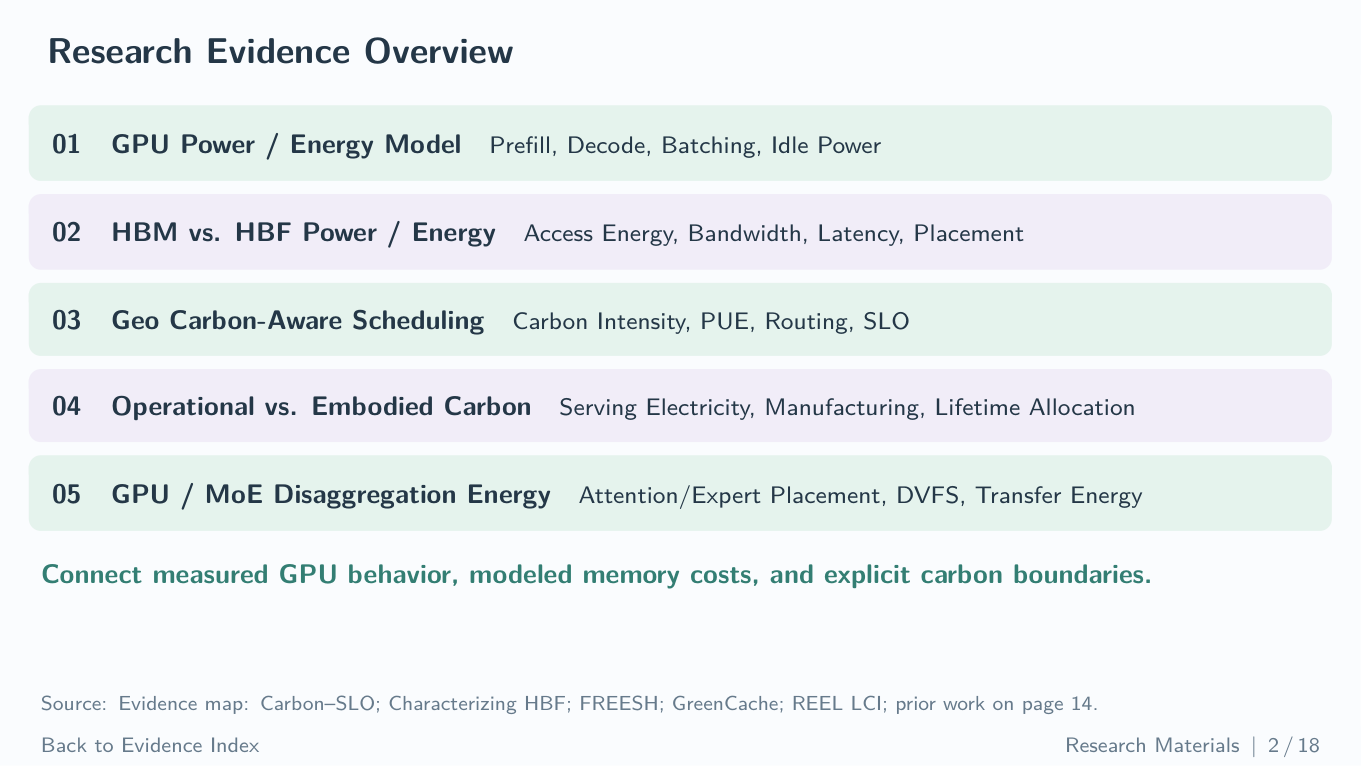 Research Evidence Overview
01 GPU Power / Energy Model Prefill, Decode, Batching, Idle Power
02 HBM vs. HBF Power / Energy Access Energy, Bandwidth, Latency, Placement
03 Geo Carbon-Aware Scheduling Carbon Intensity, PUE, Routing, SLO
04 Operational vs. Embodied Carbon Serving Electricity, Manufacturing, Lifetime Allocation
05 GPU / MoE Disaggregation Energy Attention/Expert Placement, DVFS, Transfer Energy
Connect measured GPU behavior, modeled memory costs, and explicit carbon boundaries.
Source: Evidence map: Carbon–SLO; Characterizing HBF; FREESH; GreenCache; REEL LCI; prior work on page 14.
Back to Evidence Index
Research Materials | 2 / 18